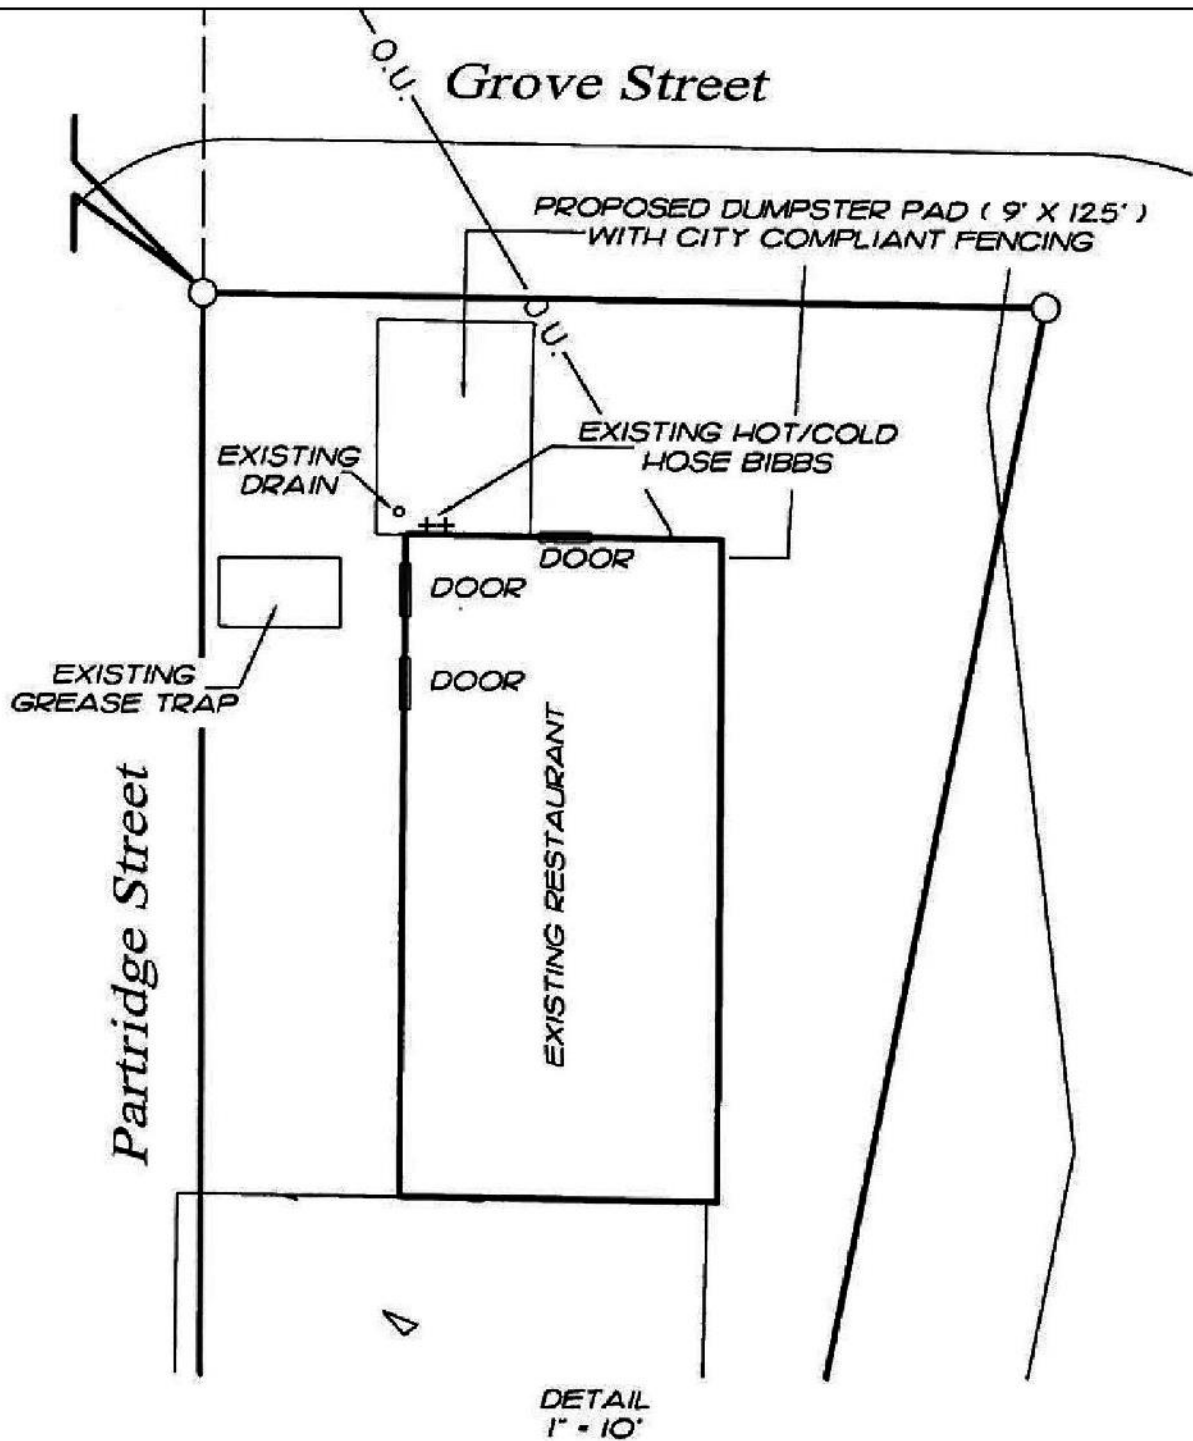 Grove Street
O.U.
PROPOSED DUMPSTER PAD ( 9' X 12.5' )
WITH CITY COMPLIANT FENCING
O.U.
EXISTING HOT/COLD
HOSE BIBBS
EXISTING
DRAIN
DOOR
DOOR
DOOR
EXISTING
GREASE TRAP
EXISTING RESTAURANT
Partridge Street
DETAIL
1" = 10'